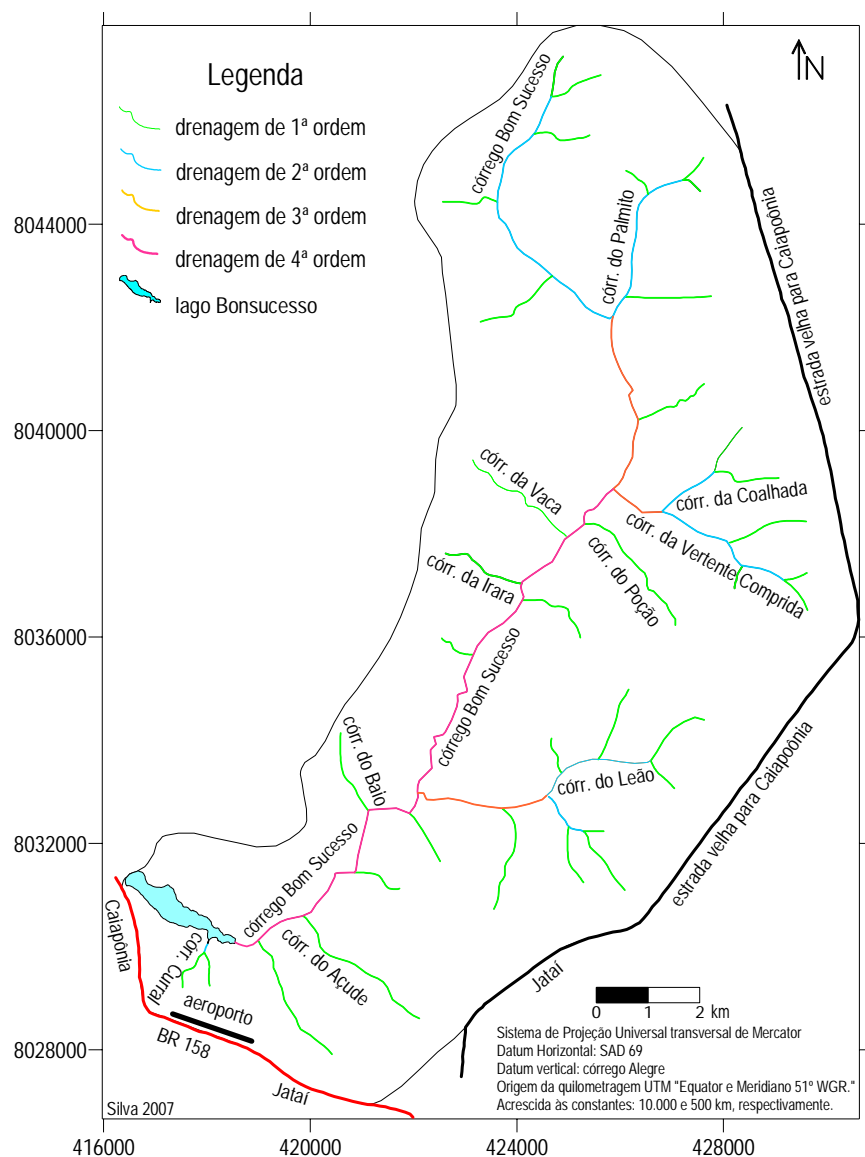 N
Legenda
drenagem de 1ª ordem
drenagem de 2ª ordem
drenagem de 3ª ordem
drenagem de 4ª ordem
lago Bonsucesso
8044000
8040000
8036000
8032000
8028000
416000
420000
424000
428000
córrego Bom Sucesso
córr. do Palmito
estrada velha para Caiapoônia
córr. da Vaca
córr. da Coalhada
córr. da Vertente Comprida
córr. do Poção
córr. da Irara
córrego Bom Sucesso
córr. do Baio
córr. do Leão
estrada velha para Caiapoônia
córrego Bom Sucesso
córr. do Açude
córr. Curral
Caiapônia
aeroporto
BR 158
Jataí
Jataí
0 1 2 km
Sistema de Projeção Universal transversal de Mercator
Datum Horizontal: SAD 69
Datum vertical: córrego Alegre
Origem da quilometragem UTM "Equator e Meridiano 51º WGR."
Acrescida às constantes: 10.000 e 500 km, respectivamente.
Silva 2007